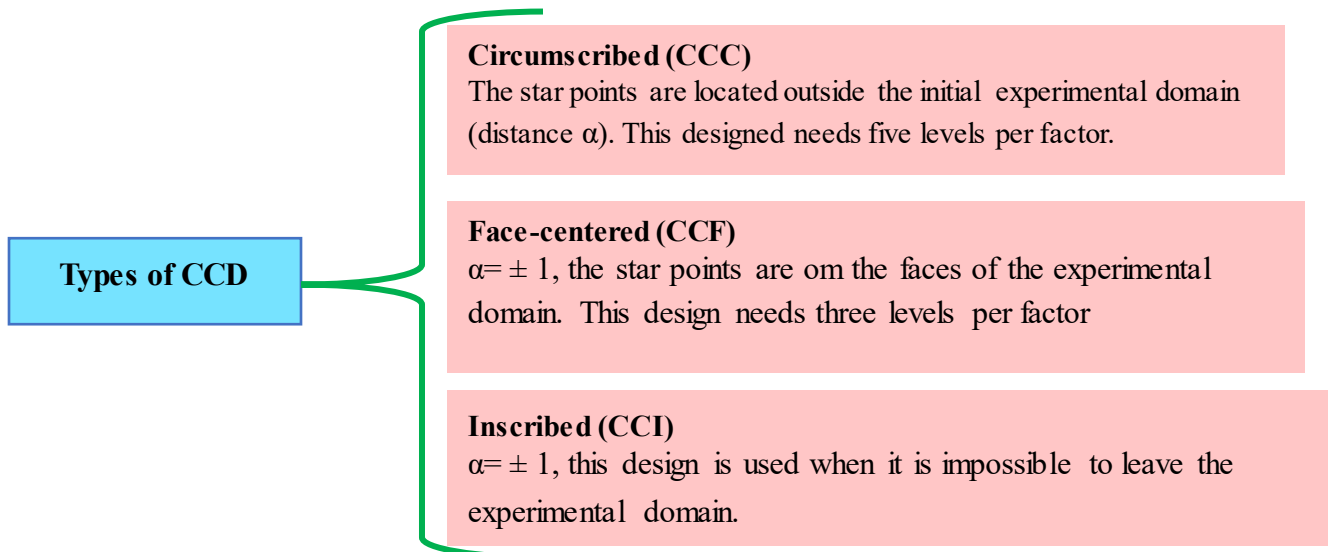 Types of CCD
Circumscribed (CCC)
The star points are located outside the initial experimental domain
(distance α). This designed needs five levels per factor.
Face-centered (CCF)
α= ± 1, the star points are om the faces of the experimental
domain. This design needs three levels per factor
Inscribed (CCI)
α= ± 1, this design is used when it is impossible to leave the
experimental domain.